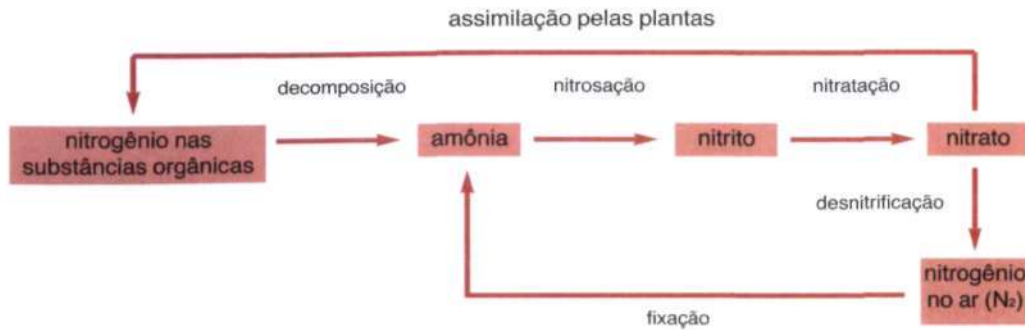 assimilação pelas plantas
decomposição
nitrosação
nitratação
nitrogênio nas
substâncias orgânicas
amônia
nitrito
nitrato
desnitrificação
nitrogênio
no ar (N₂)
fixação